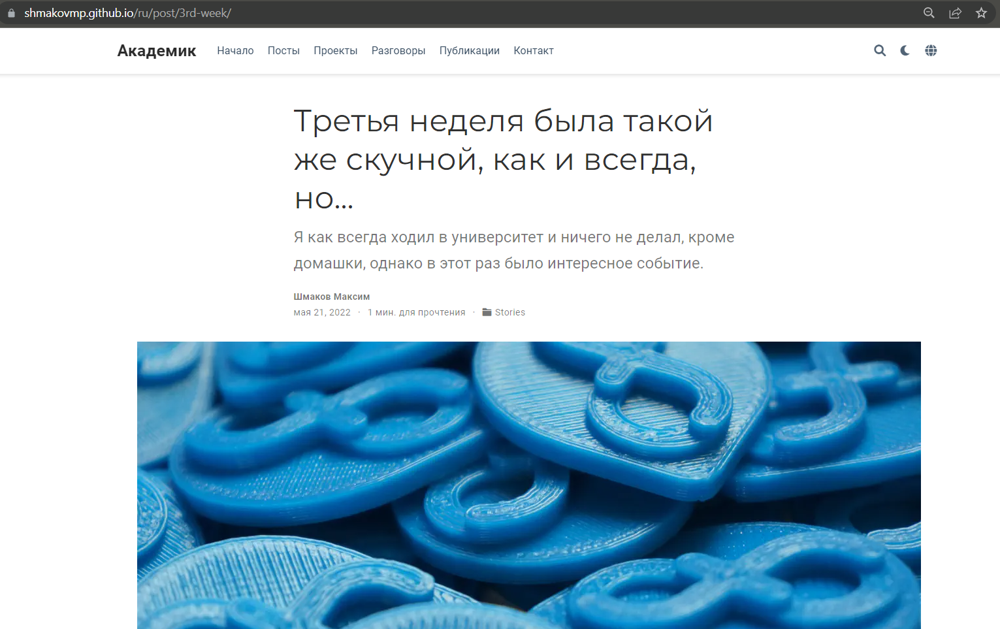 shmakovmp.github.io/ru/post/3rd-week/
Академик Начало Посты Проекты Разговоры Публикации Контакт
Третья неделя была такой
же скучной, как и всегда,
но...
Я как всегда ходил в университет и ничего не делал, кроме
домашки, однако в этот раз было интересное событие.
Шмаков Максим
мая 21, 2022 · 1 мин. для прочтения · Stories